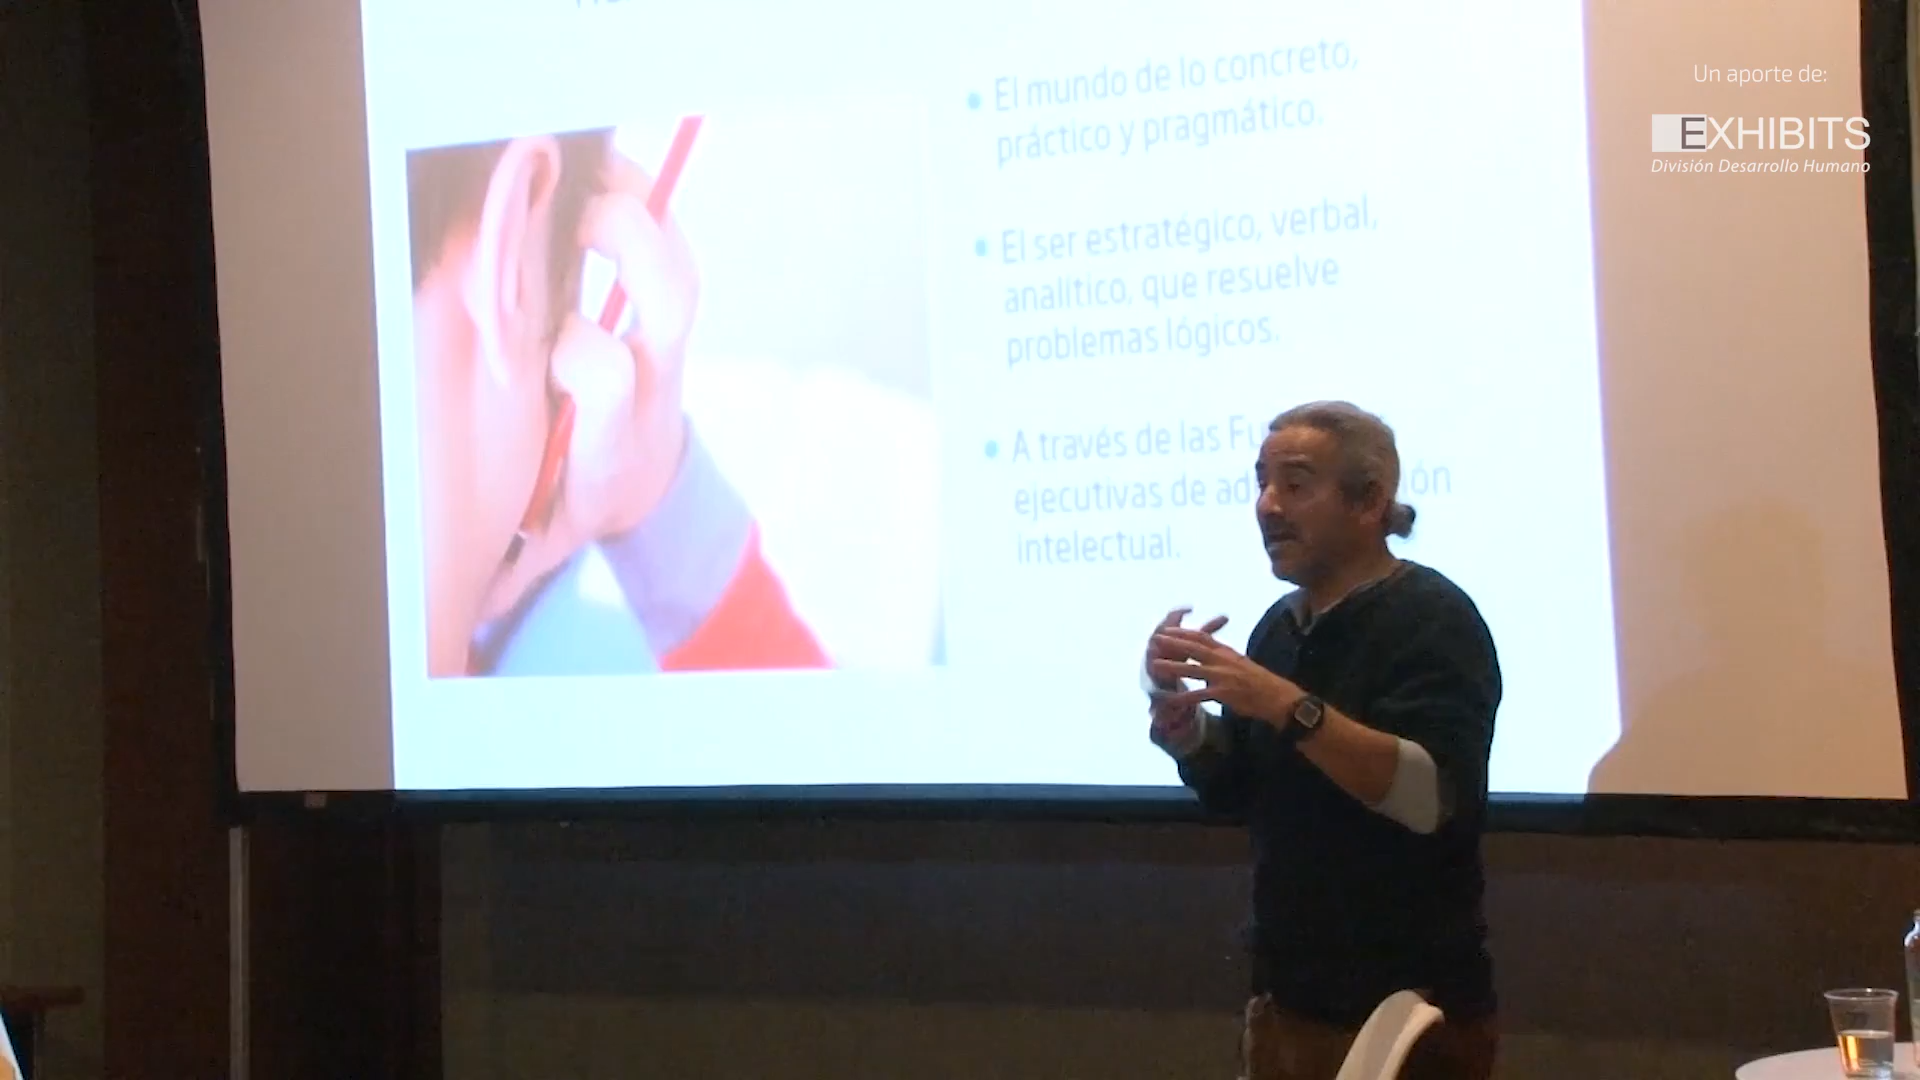 El mundo de lo concreto,
práctico y pragmático.
El ser estratégico, verbal,
analítico, que resuelve
problemas lógicos.
A través de las
ejecutivas de
intelectual.
Un aporte de:
EXHIBITS
División Desarrollo Humano